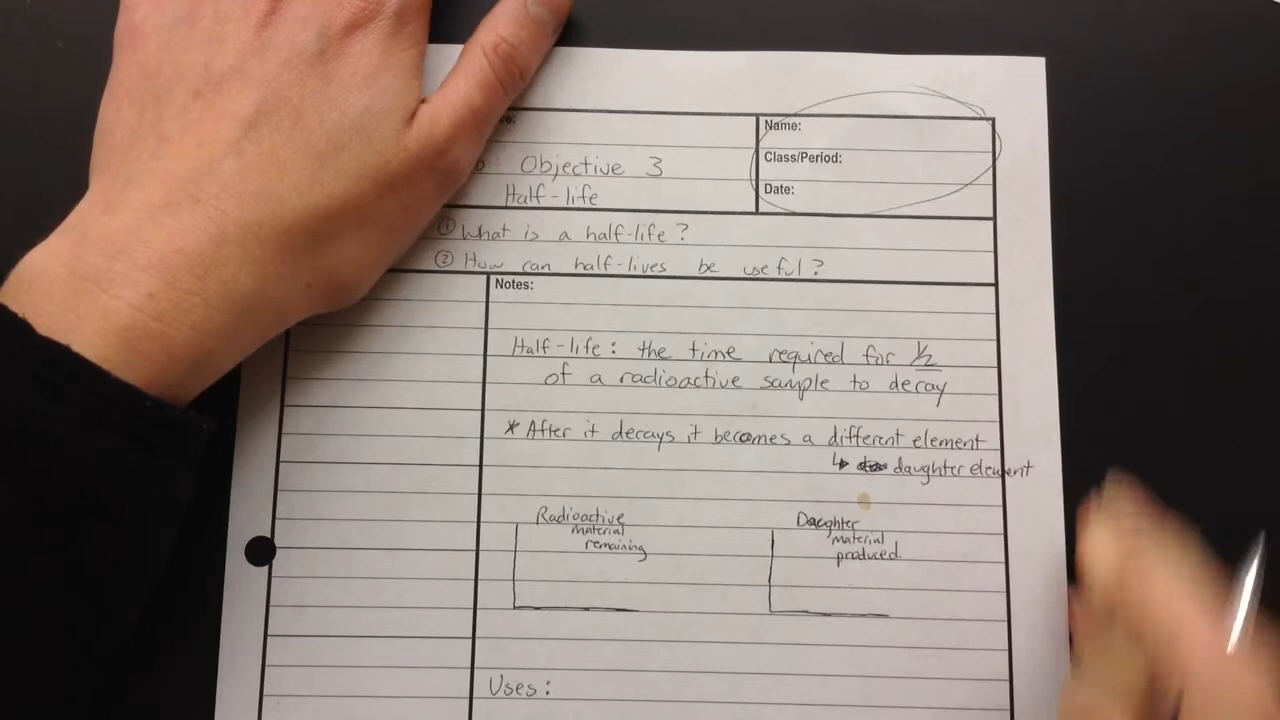 Name:
Class/Period:
Date:
Objective 3
Half-life
① What is a half-life?
② How can half-lives be useful?
Notes:
Half-life: the time required for 1/2
of a radioactive sample to decay
* After it decays it becomes a different element
↳ daughter element
Radioactive
material
remaining
Daughter
material
produced.
Uses: